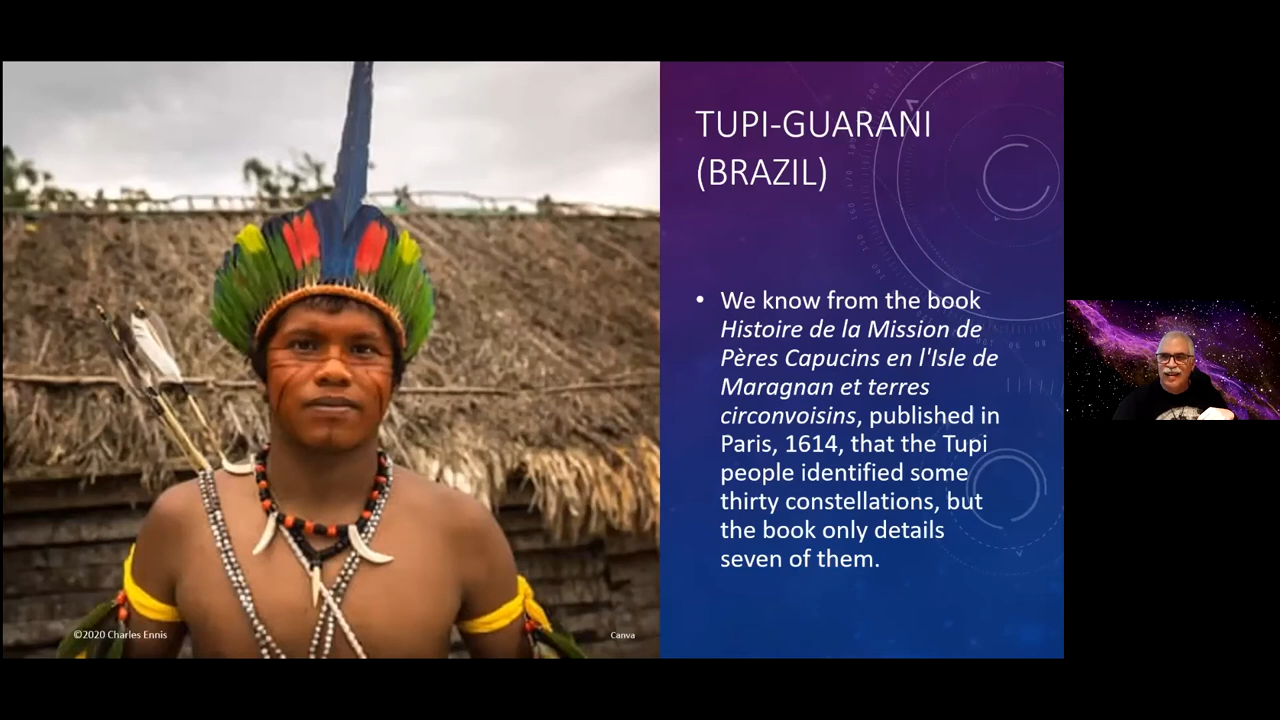 TUPI-GUARANI
(BRAZIL)
• We know from the book
Histoire de la Mission de
Pères Capucins en l'Isle de
Maragnan et terres
circonvoisins, published in
Paris, 1614, that the Tupi
people identified some
thirty constellations, but
the book only details
seven of them.
©2020 Charles Ennis
Canva